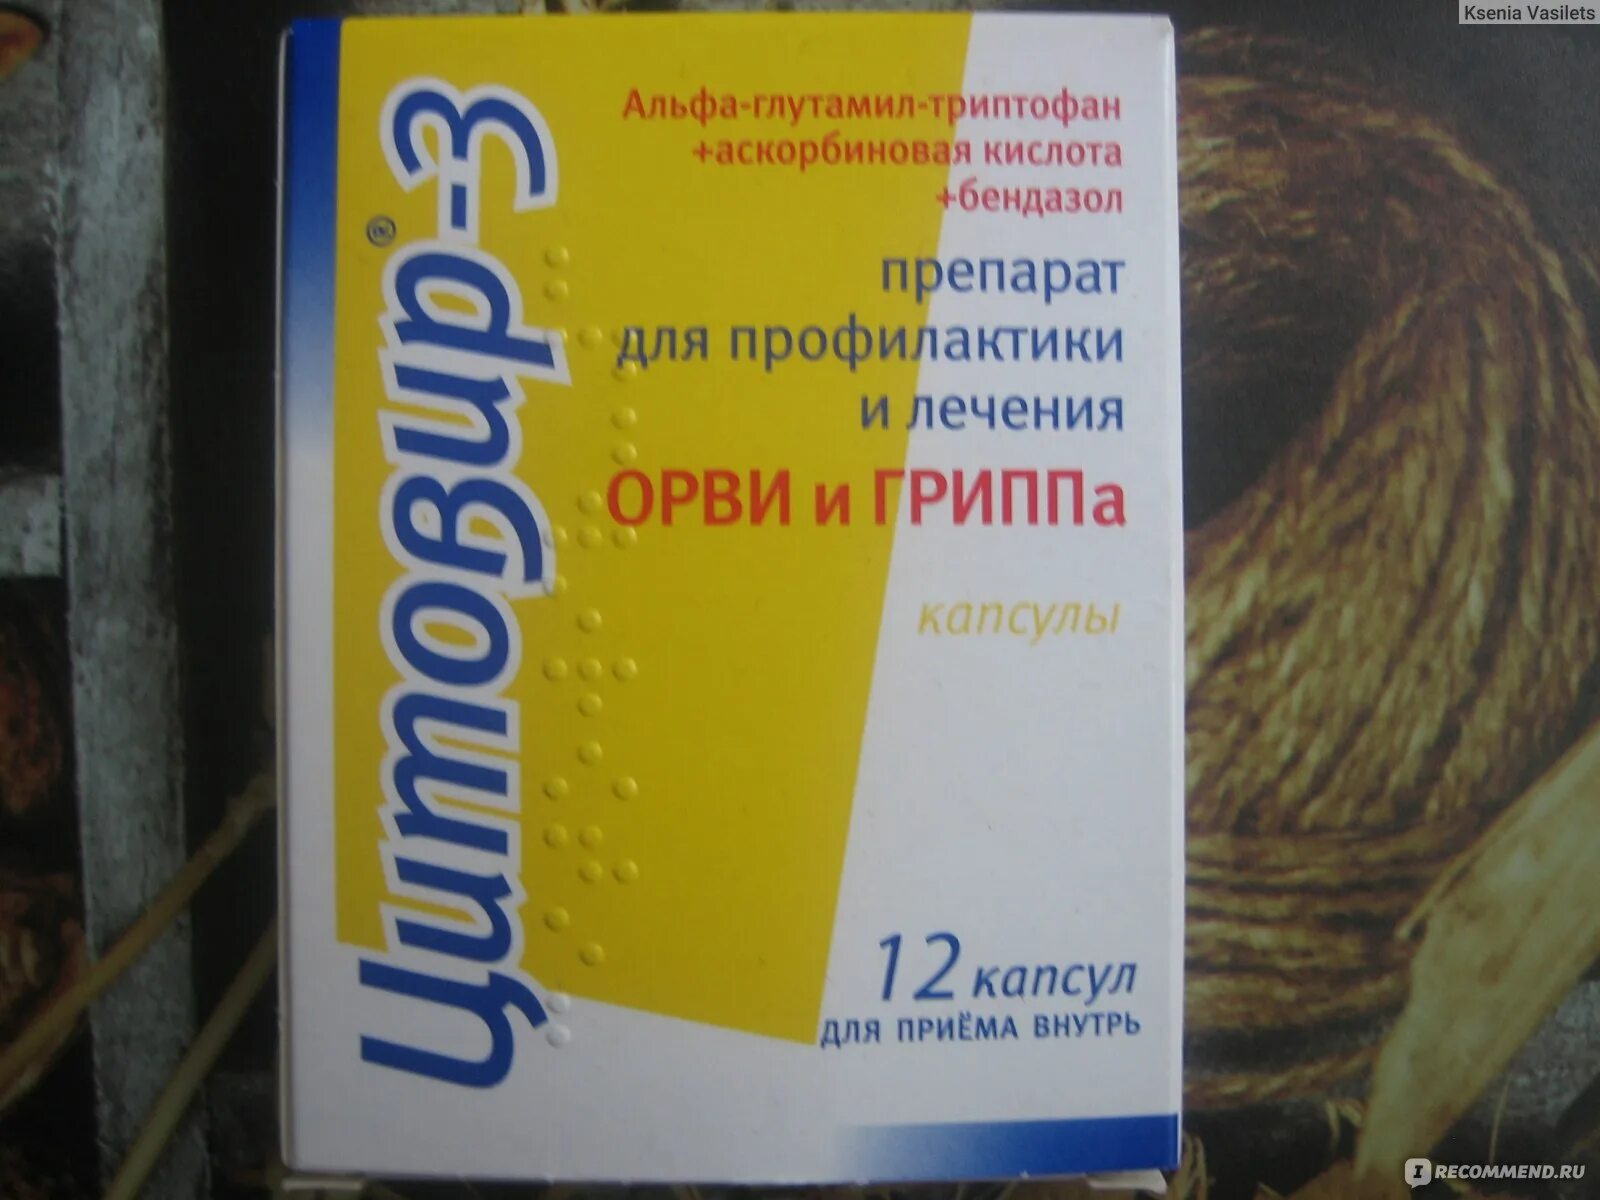 Ksenia Vasilets
Цитовир®-3
Альфа-глутамил-триптофан
+аскорбиновая кислота
+бендазол
препарат
для профилактики
и лечения
ОРВИ и ГРИППа
капсулы
12 капсул
для приёма внутрь
I RECOMMEND.RU